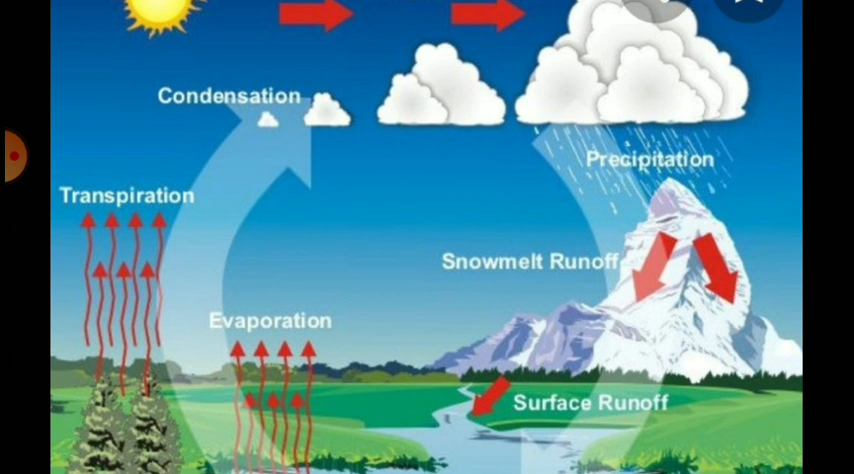 Condensation
Precipitation
Transpiration
Snowmelt Runoff
Evaporation
Surface Runoff